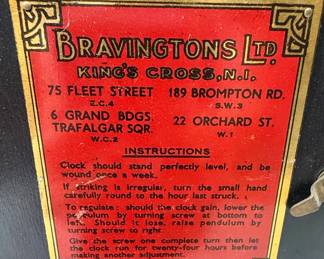 BRAVINGTONS LTD.
KING'S CROSS, N.I.
75 FLEET STREET 189 BROMPTON RD.
E.C.4 S.W.3
6 GRAND BDGS. 22 ORCHARD ST.
TRAFALGAR SQR. W.1
W.C.2
INSTRUCTIONS
Clock should stand perfectly level, and be
wound once a week.
If striking is irregular, turn the small hand
carefully round to the hour last struck.
To regulate: should the clock gain, lower the
pendulum by turning screw at bottom to
left. Should it lose, raise pendulum by
turning screw to right.
Give the screw one complete turn then let
the clock run for twenty-four hours before
making another adjustment.